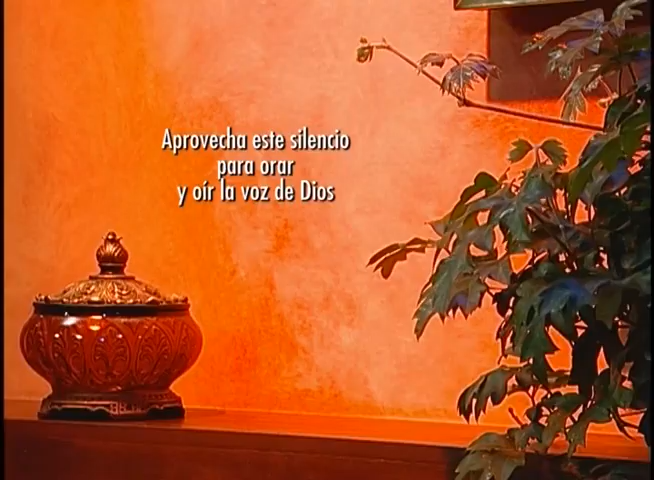 Aprovecha este silencio
para orar
y oír la voz de Dios